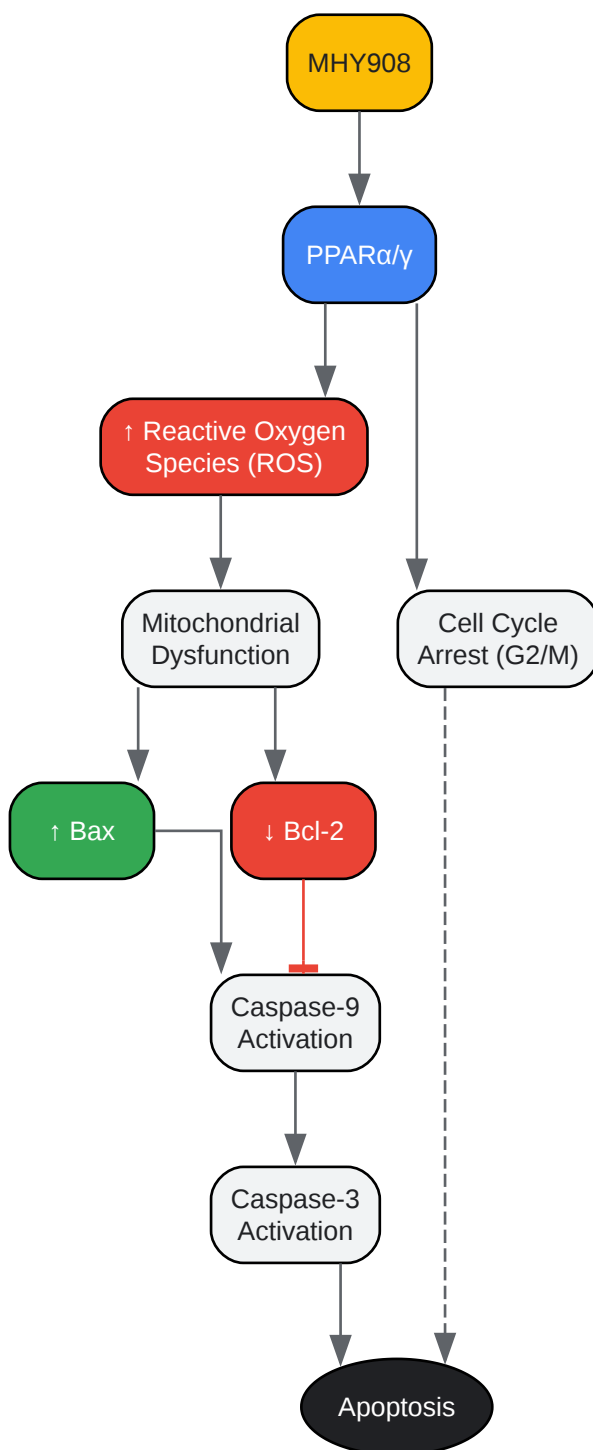 MHY908
PPARα/γ
↑ Reactive Oxygen
Species (ROS)
Mitochondrial
Dysfunction
Cell Cycle
Arrest (G2/M)
↑ Bax
↓ Bcl-2
Caspase-9
Activation
Caspase-3
Activation
Apoptosis